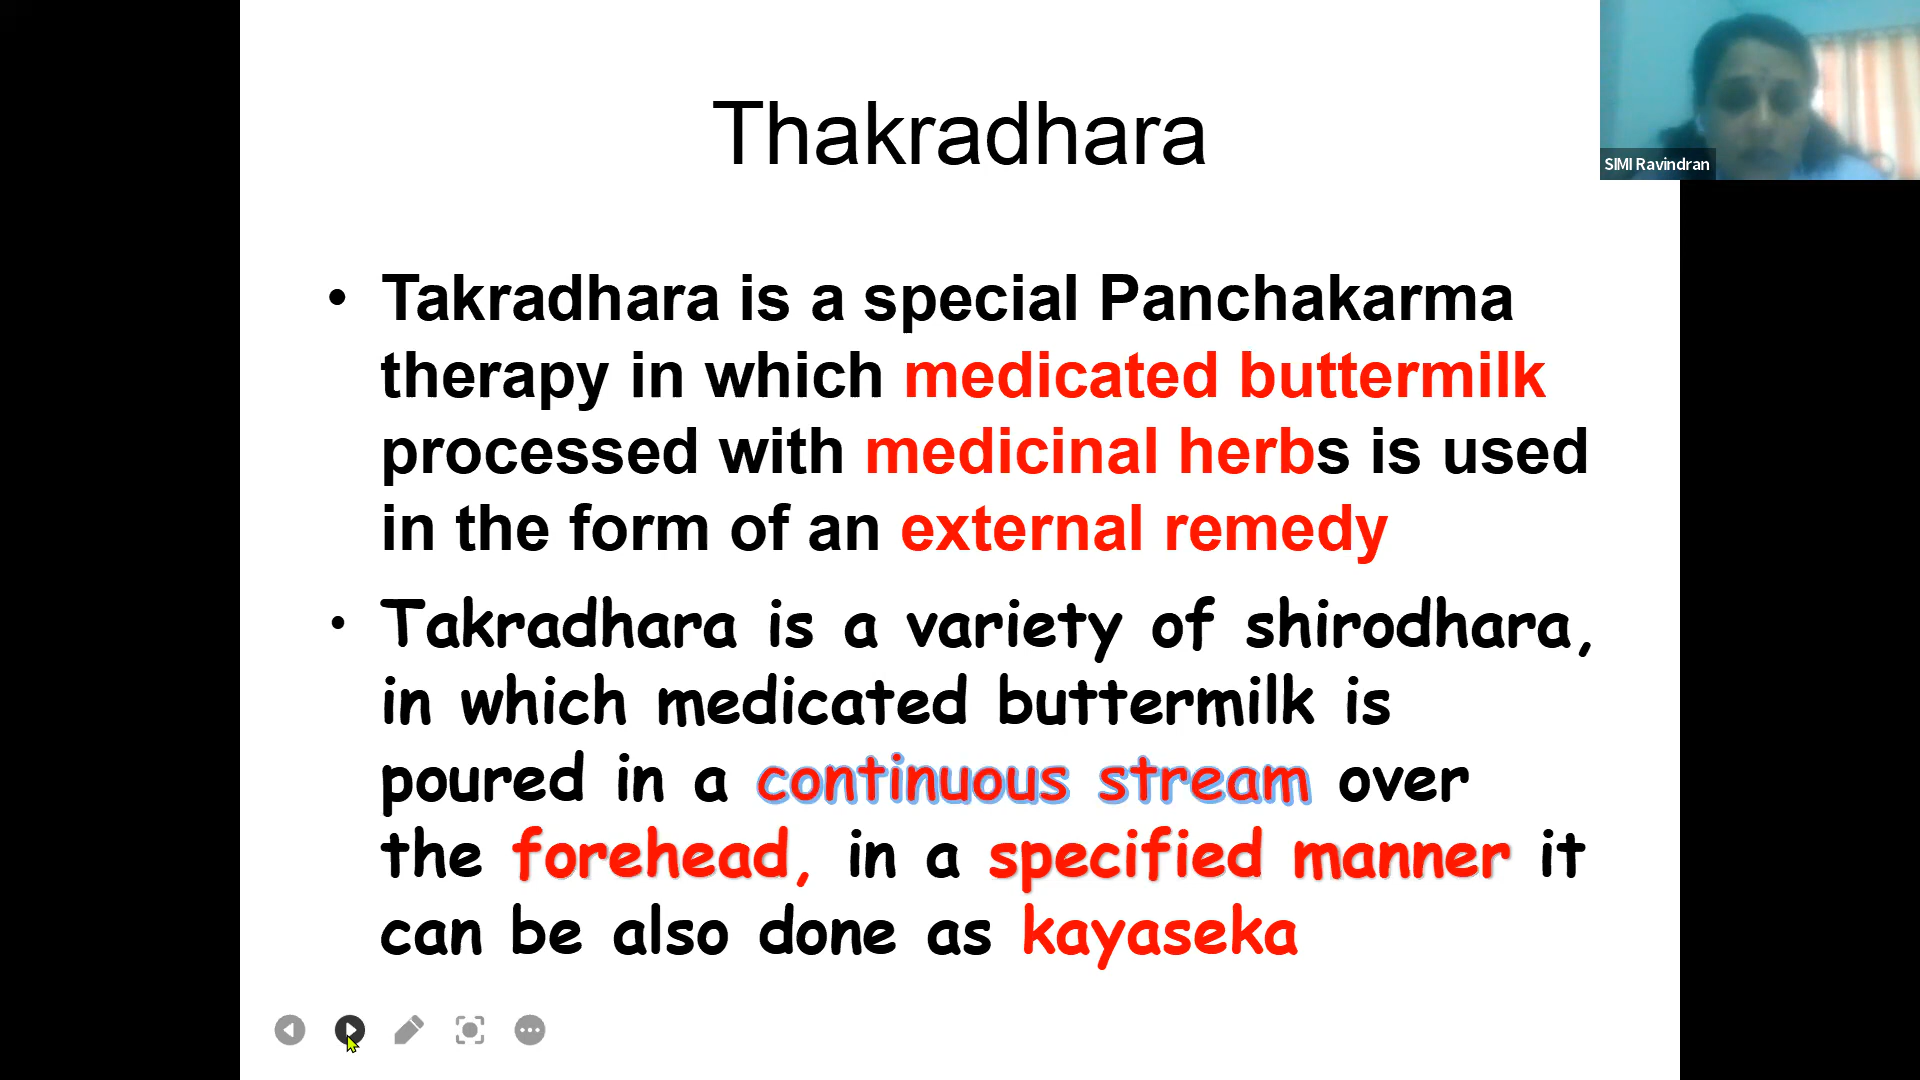 Thakradhara
SIMI Ravindran
• Takradhara is a special Panchakarma
therapy in which medicated buttermilk
processed with medicinal herbs is used
in the form of an external remedy
• Takradhara is a variety of shirodhara,
in which medicated buttermilk is
poured in a continuous stream over
the forehead, in a specified manner it
can be also done as kayaseka